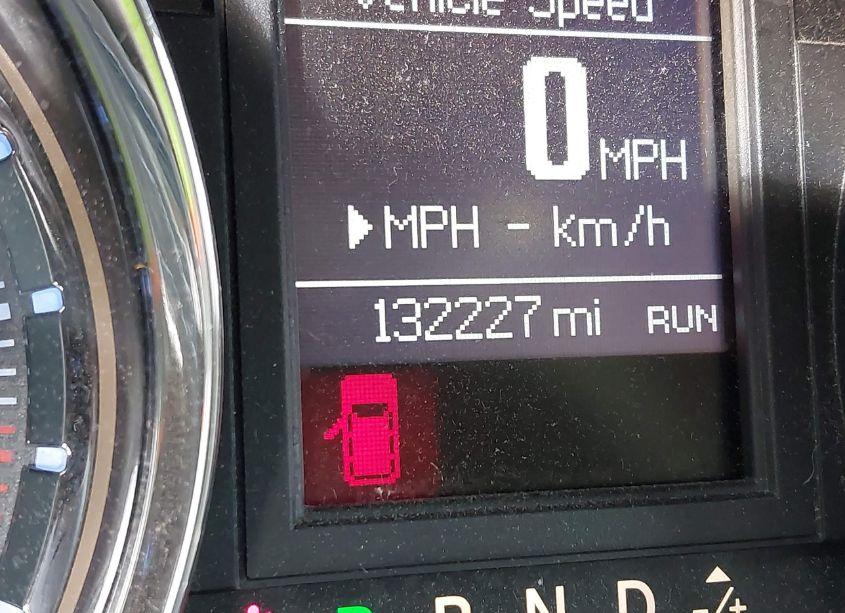 Vehicle Speed
0 MPH
▶MPH - km/h
132227 mi RUN
P R N D -/+